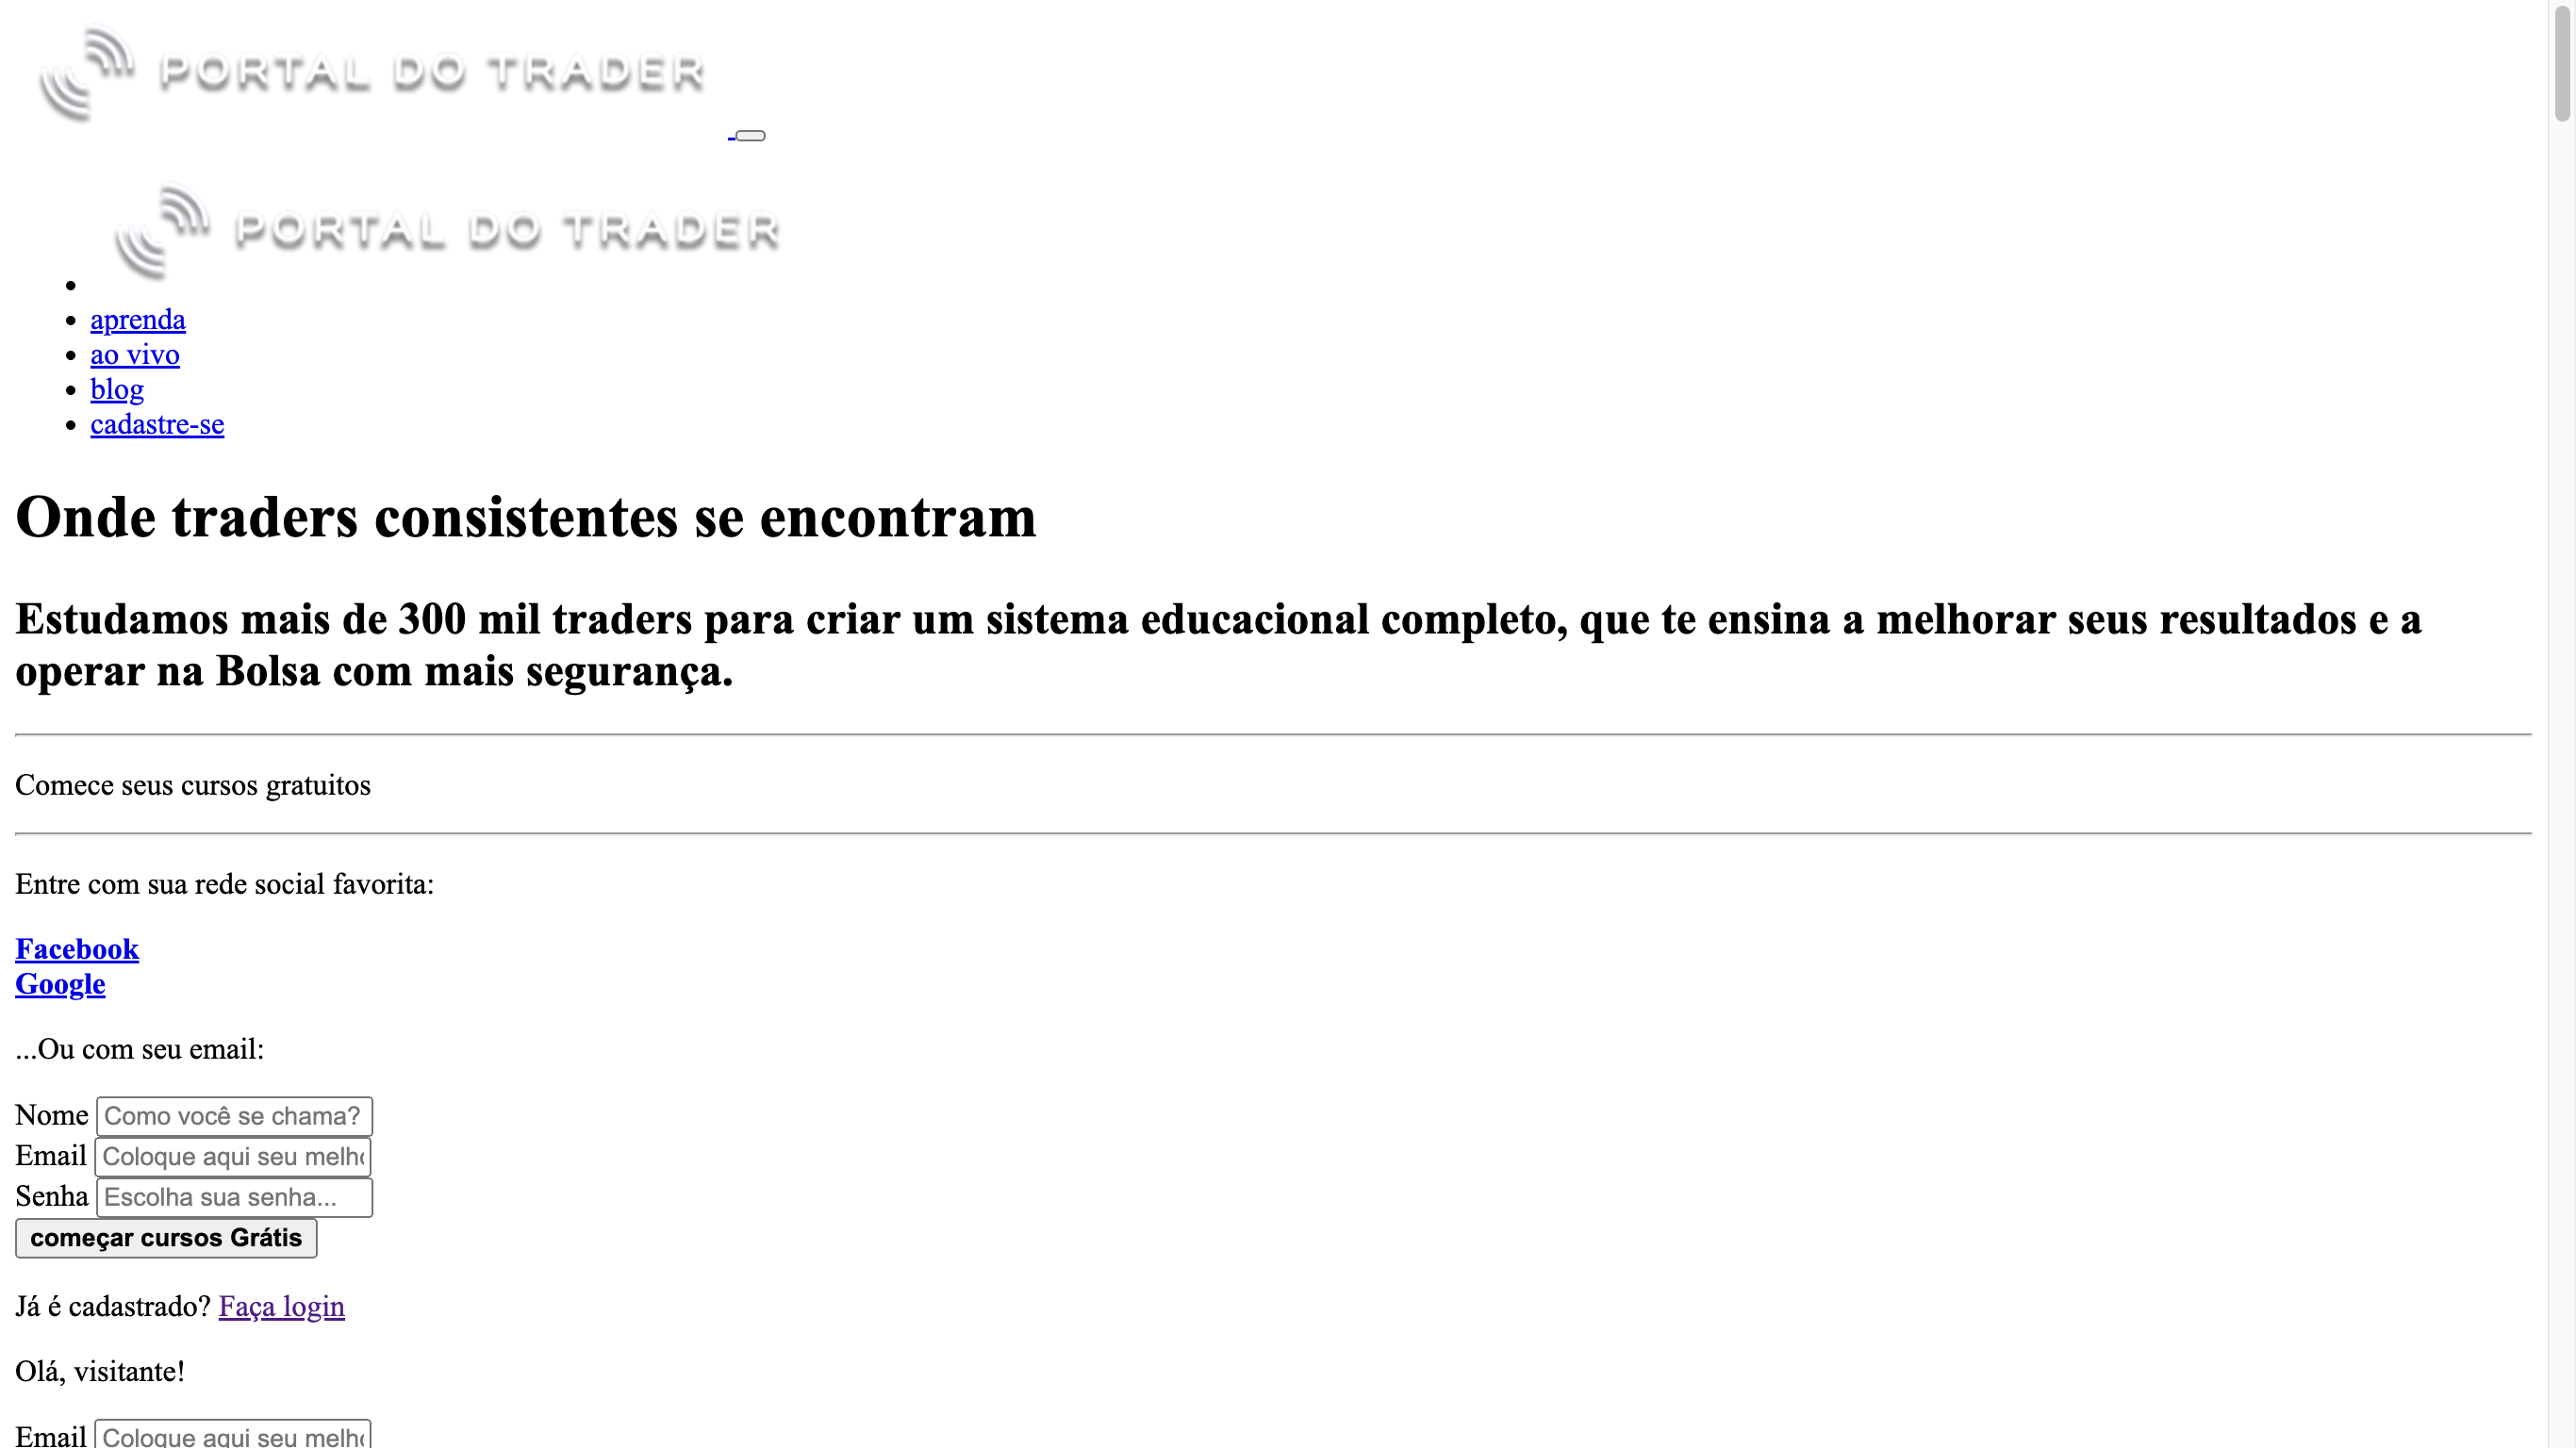 PORTAL DO TRADER
PORTAL DO TRADER
aprenda
ao vivo
blog
cadastre-se
Onde traders consistentes se encontram
Estudamos mais de 300 mil traders para criar um sistema educacional completo, que te ensina a melhorar seus resultados e a
operar na Bolsa com mais segurança.
Comece seus cursos gratuitos
Entre com sua rede social favorita:
Facebook
Google
...Ou com seu email:
Nome Como você se chama?
Email Coloque aqui seu
Senha Escolha sua senha...
começar cursos Grátis
Já é cadastrado? Faça login
Olá, visitante!
Email Coloque aqui seu